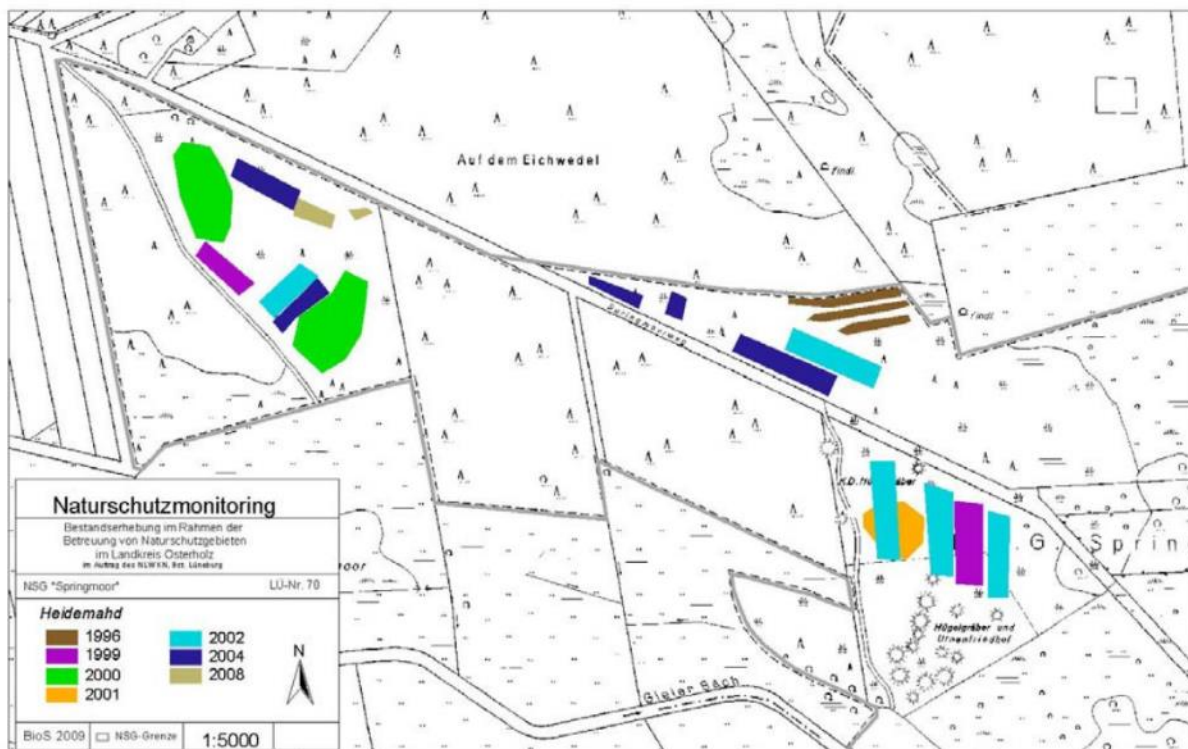 Auf dem Eichwedel
Findl.
Findl.
Springmoorweg
K.D. Hügelgräber
N. G. Spring
Hügelgräber und
Urnenfriedhof
Gieler Bach
moor
Naturschutzmonitoring
Bestandserhebung im Rahmen der
Betreuung von Naturschutzgebieten
im Landkreis Osterholz
im Auftrag des NLWKN, Bst. Lüneburg
NSG "Springmoor" LÜ-Nr. 70
Heidemahd
1996
1999
2000
2001
2002
2004
2008
N
BioS 2009 NSG-Grenze 1:5000